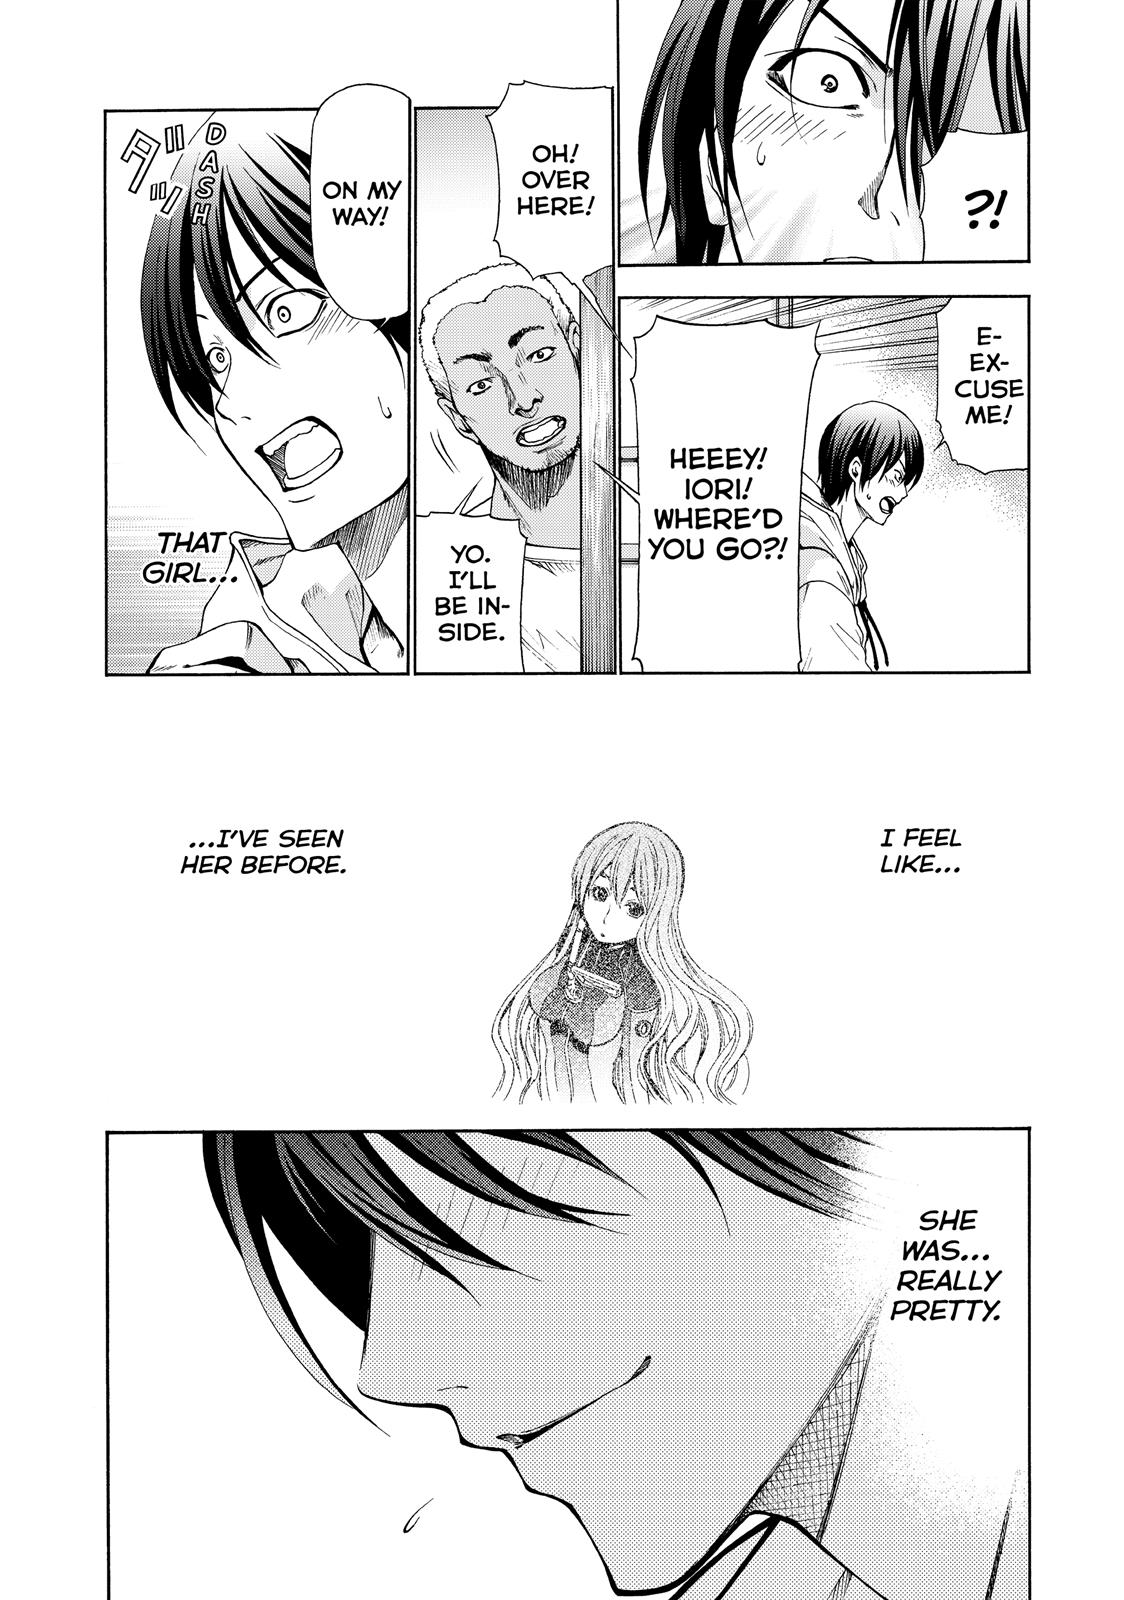 ?!
E-
EX-
CUSE
ME!
HEEEY!
IORI!
WHERE'D
YOU GO?!
OH!
OVER
HERE!
YO.
I'LL
BE IN-
SIDE.
ON MY
WAY!
ダダッ
DASH
THAT
GIRL...
I FEEL
LIKE...
...I'VE SEEN
HER BEFORE.
SHE
WAS...
REALLY
PRETTY.